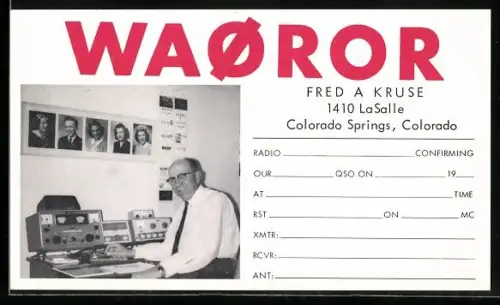 WAØROR
FRED A KRUSE
1410 LaSalle
Colorado Springs, Colorado
RADIO CONFIRMING
OUR QSO ON 19
AT TIME
RST ON MC
XMTR:
RCVR:
ANT: